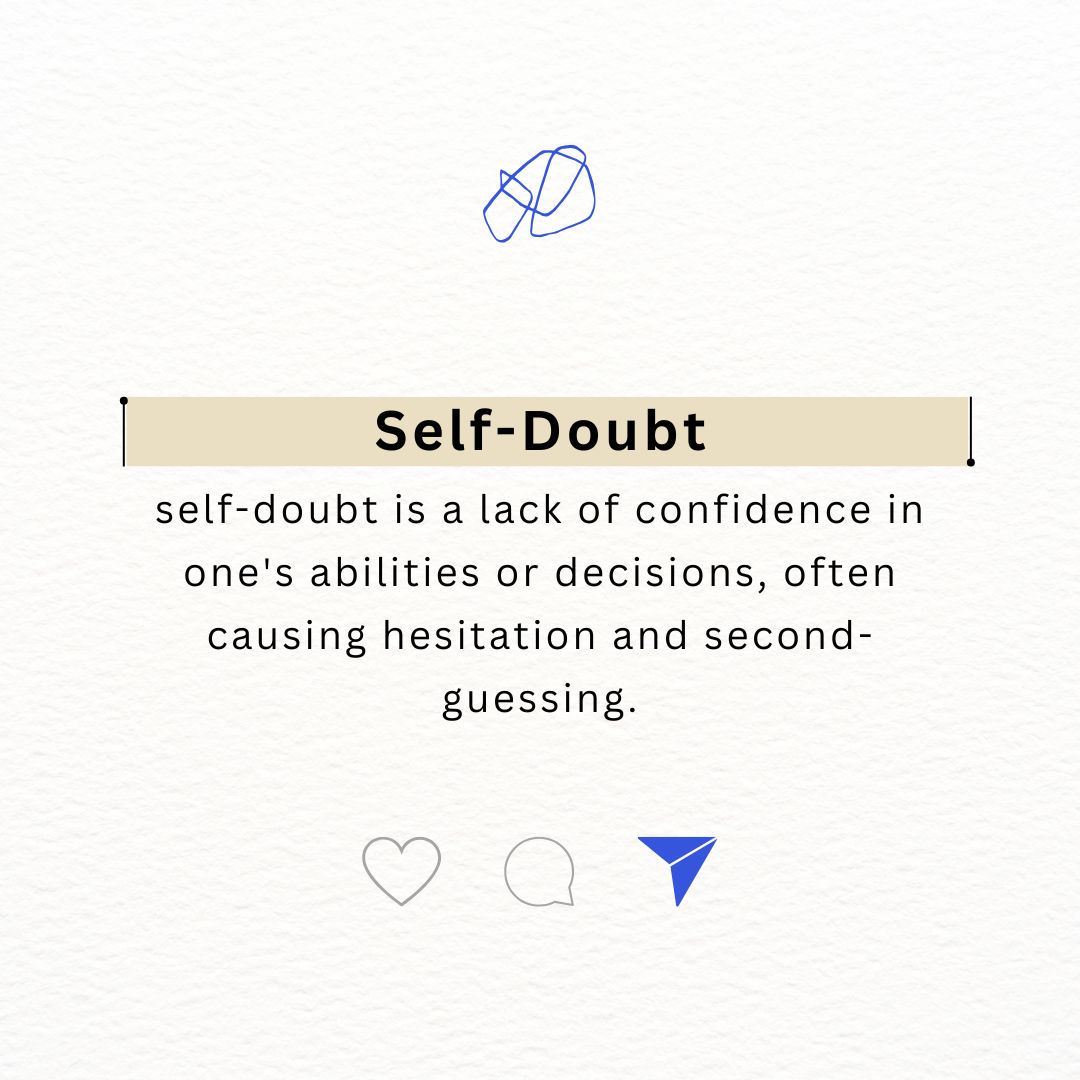 Self-Doubt
self-doubt is a lack of confidence in
one's abilities or decisions, often
causing hesitation and second-
guessing.